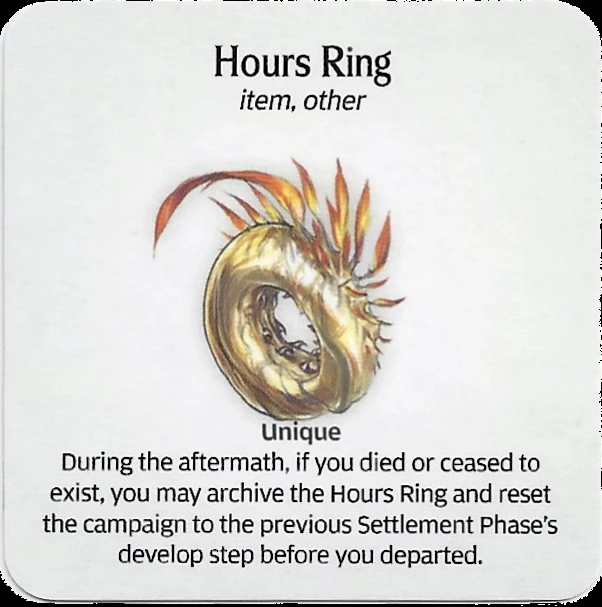 Hours Ring
item, other
Unique
During the aftermath, if you died or ceased to
exist, you may archive the Hours Ring and reset
the campaign to the previous Settlement Phase's
develop step before you departed.